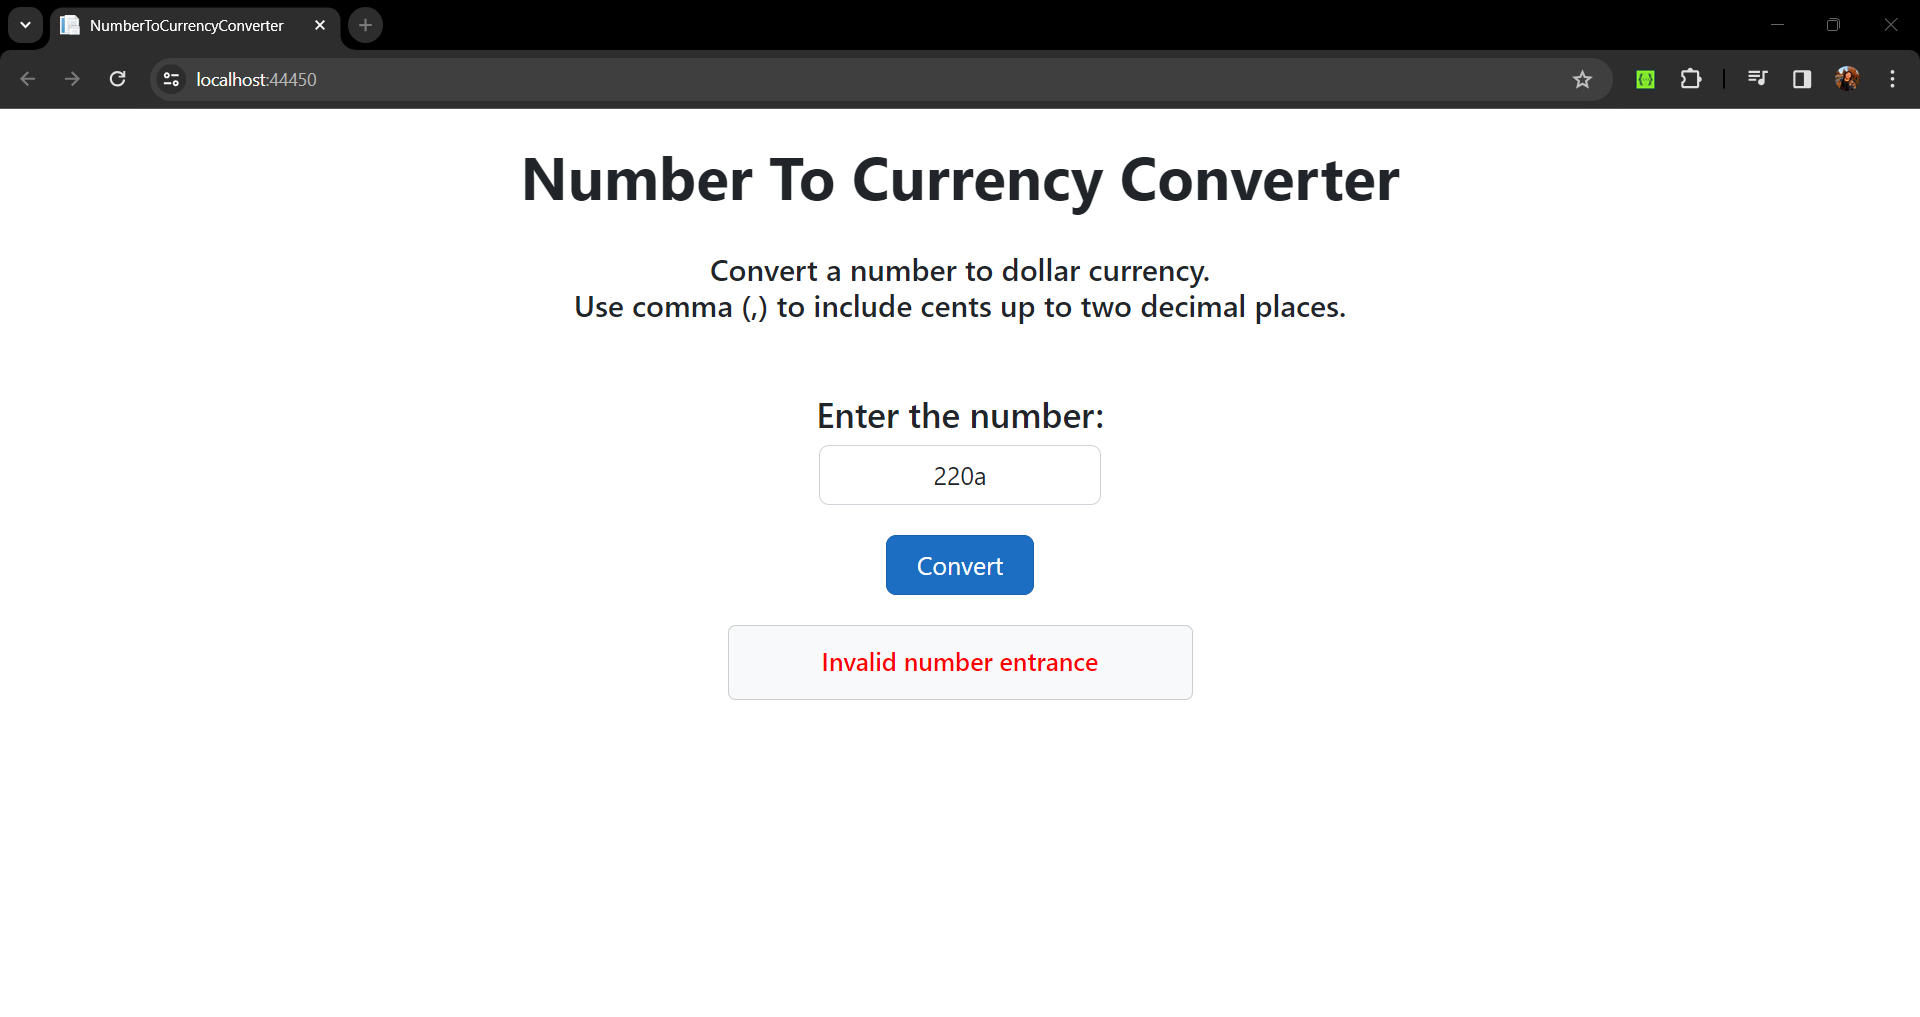 NumberToCurrencyConverter
localhost:44450
Number To Currency Converter
Convert a number to dollar currency.
Use comma (,) to include cents up to two decimal places.
Enter the number:
220a
Convert
Invalid number entrance